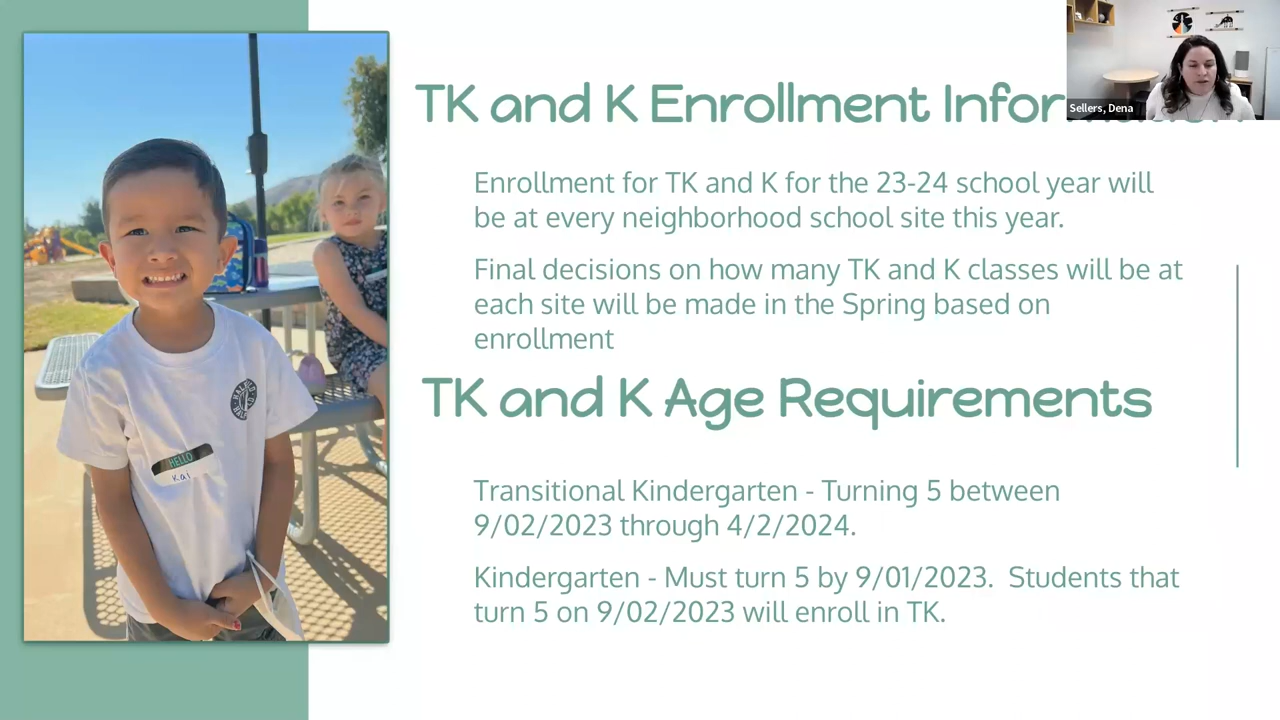 TK and K Enrollment Information
Sellers, Dena
Enrollment for TK and K for the 23-24 school year will
be at every neighborhood school site this year.
Final decisions on how many TK and K classes will be at
each site will be made in the Spring based on
enrollment
TK and K Age Requirements
Transitional Kindergarten - Turning 5 between
9/02/2023 through 4/2/2024.
Kindergarten - Must turn 5 by 9/01/2023.  Students that
turn 5 on 9/02/2023 will enroll in TK.
HELLO
Kai